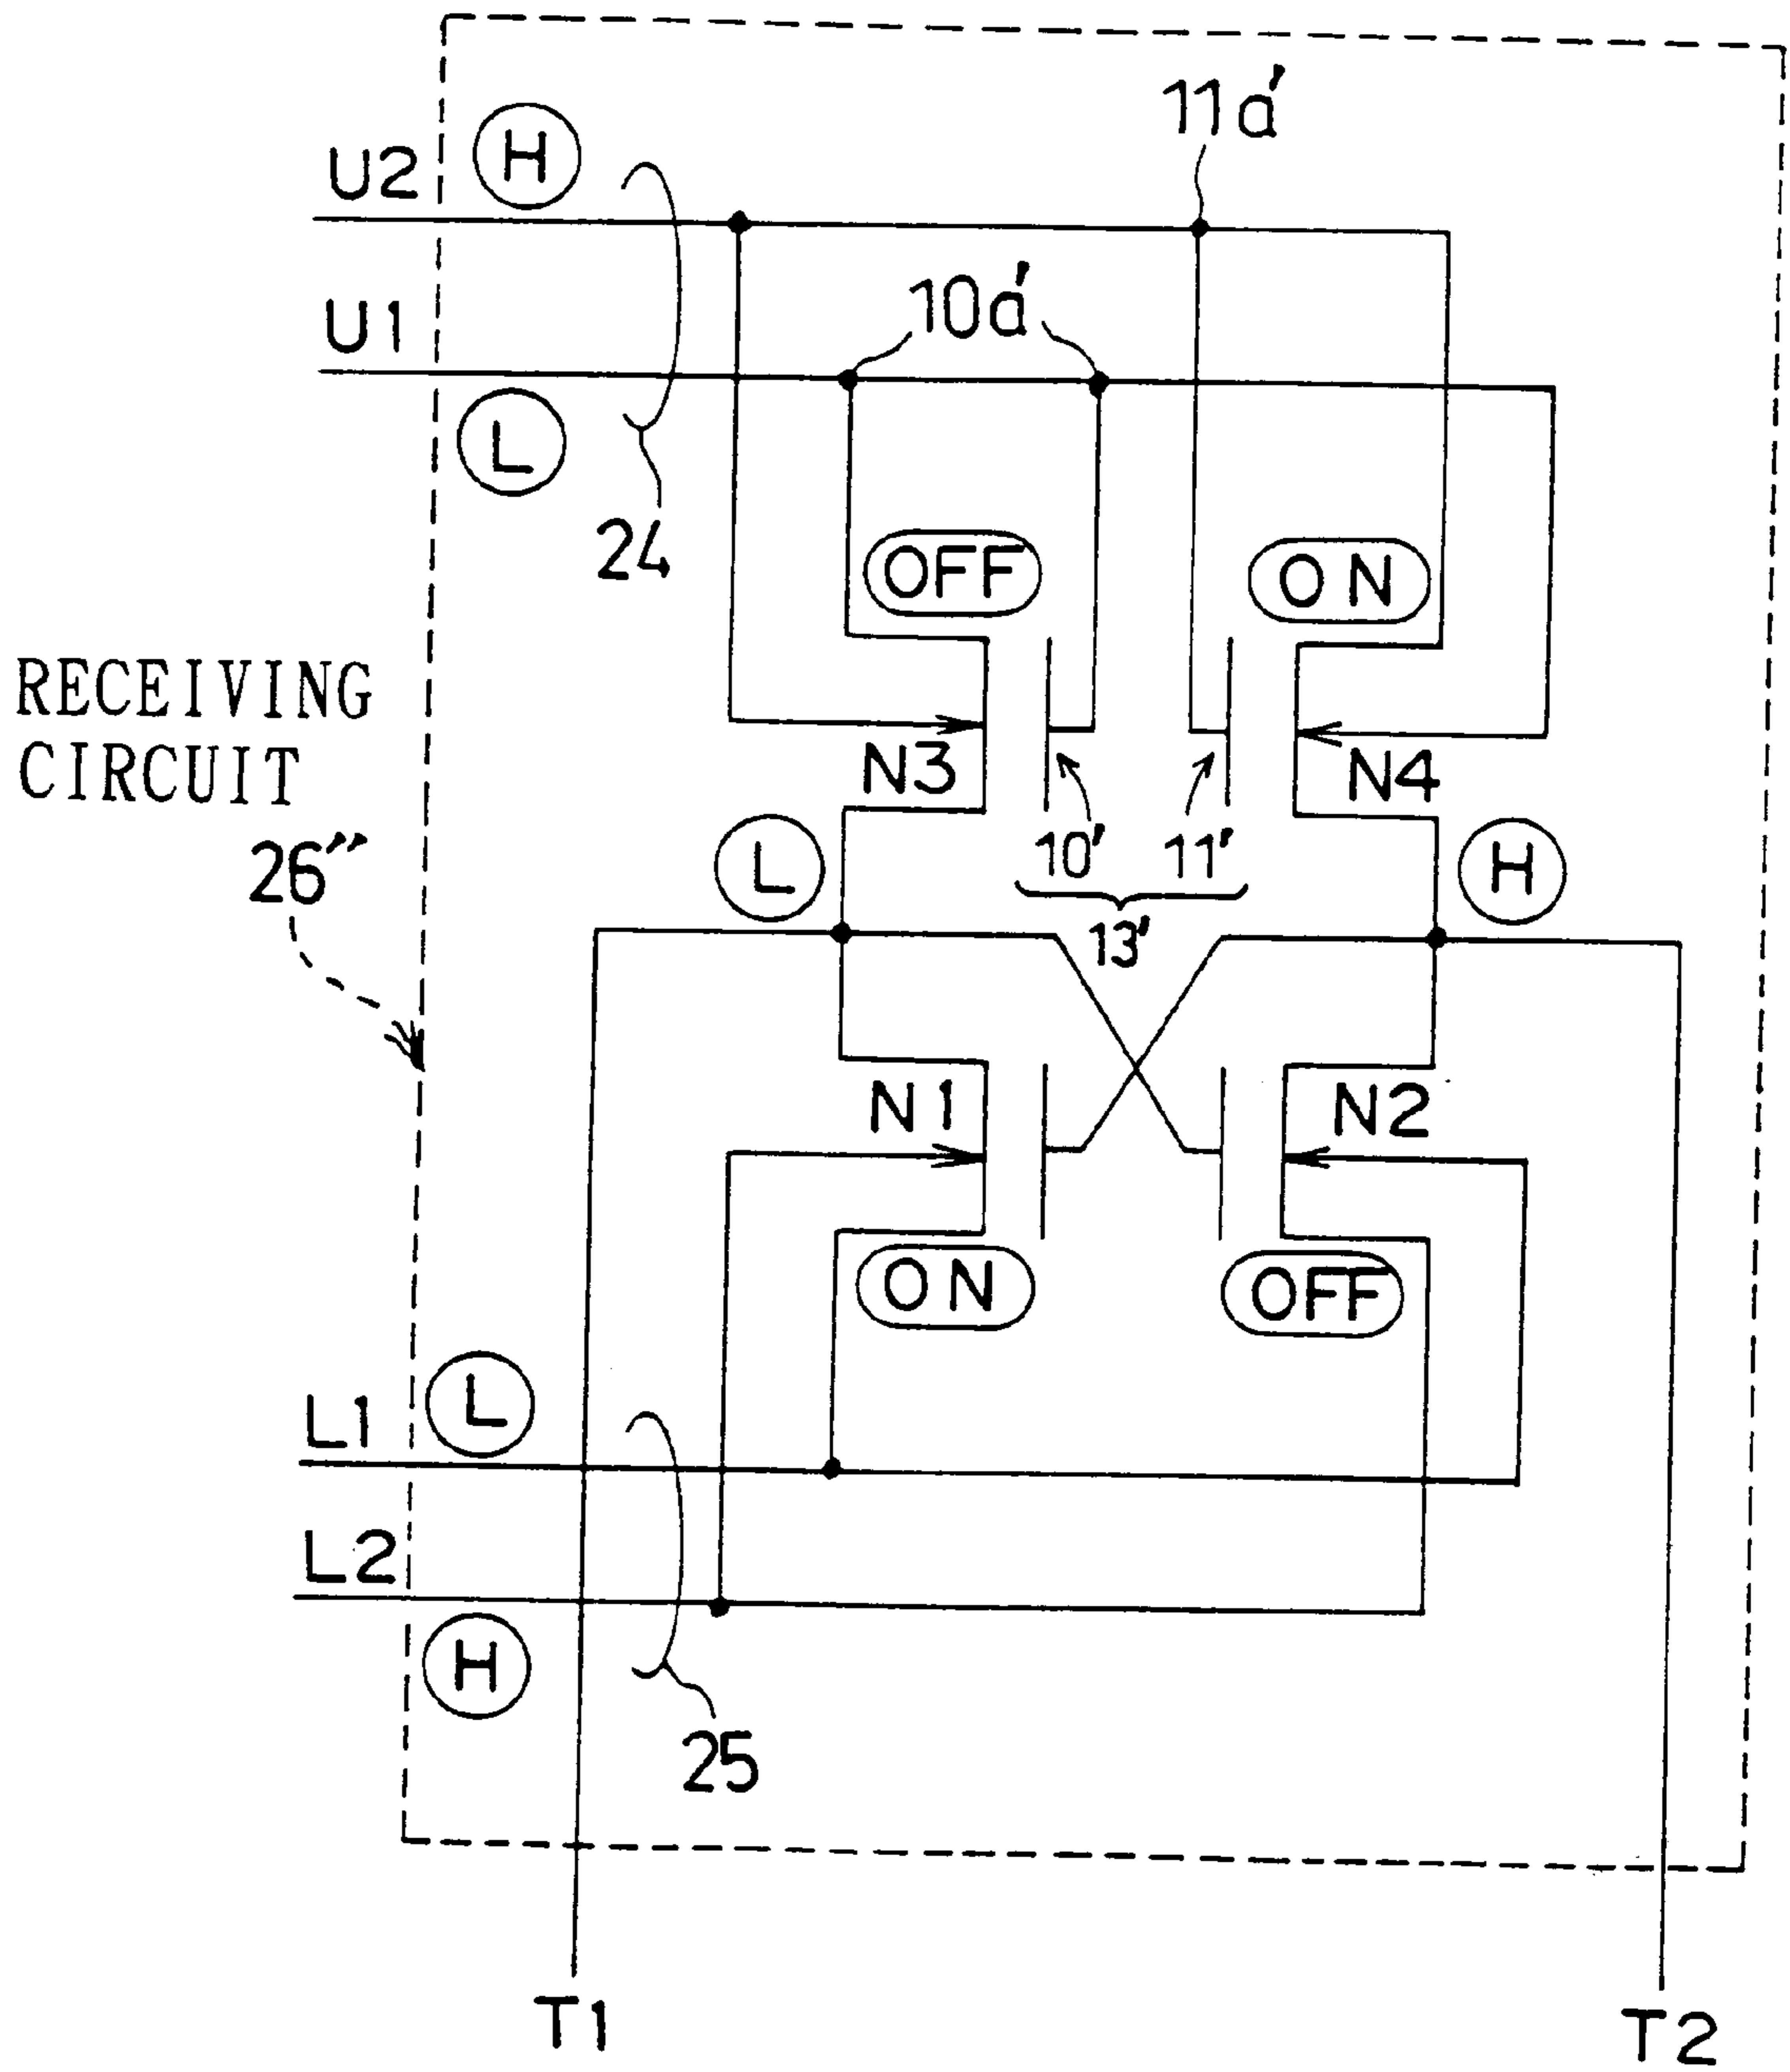 11a'
U2
H
10a'
U1
L
24
OFF
ON
RECEIVING
CIRCUIT
26"
N3
N4
10'
11'
L
H
13'
N1
N2
ON
OFF
L
L1
L2
H
25
T1
T2